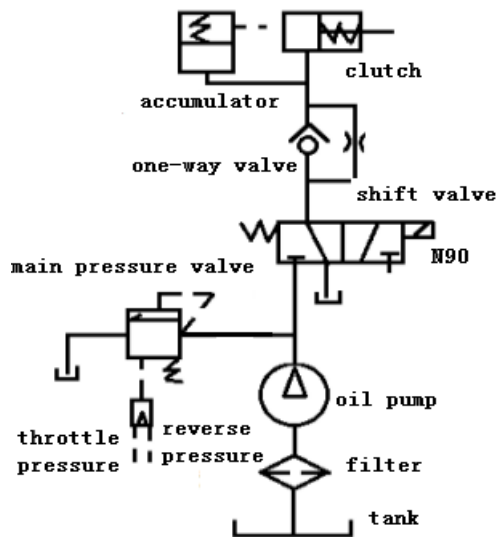 clutch
accumulator
one-way valve
shift valve
N90
main pressure valve
oil pump
throttle pressure
reverse pressure
filter
tank